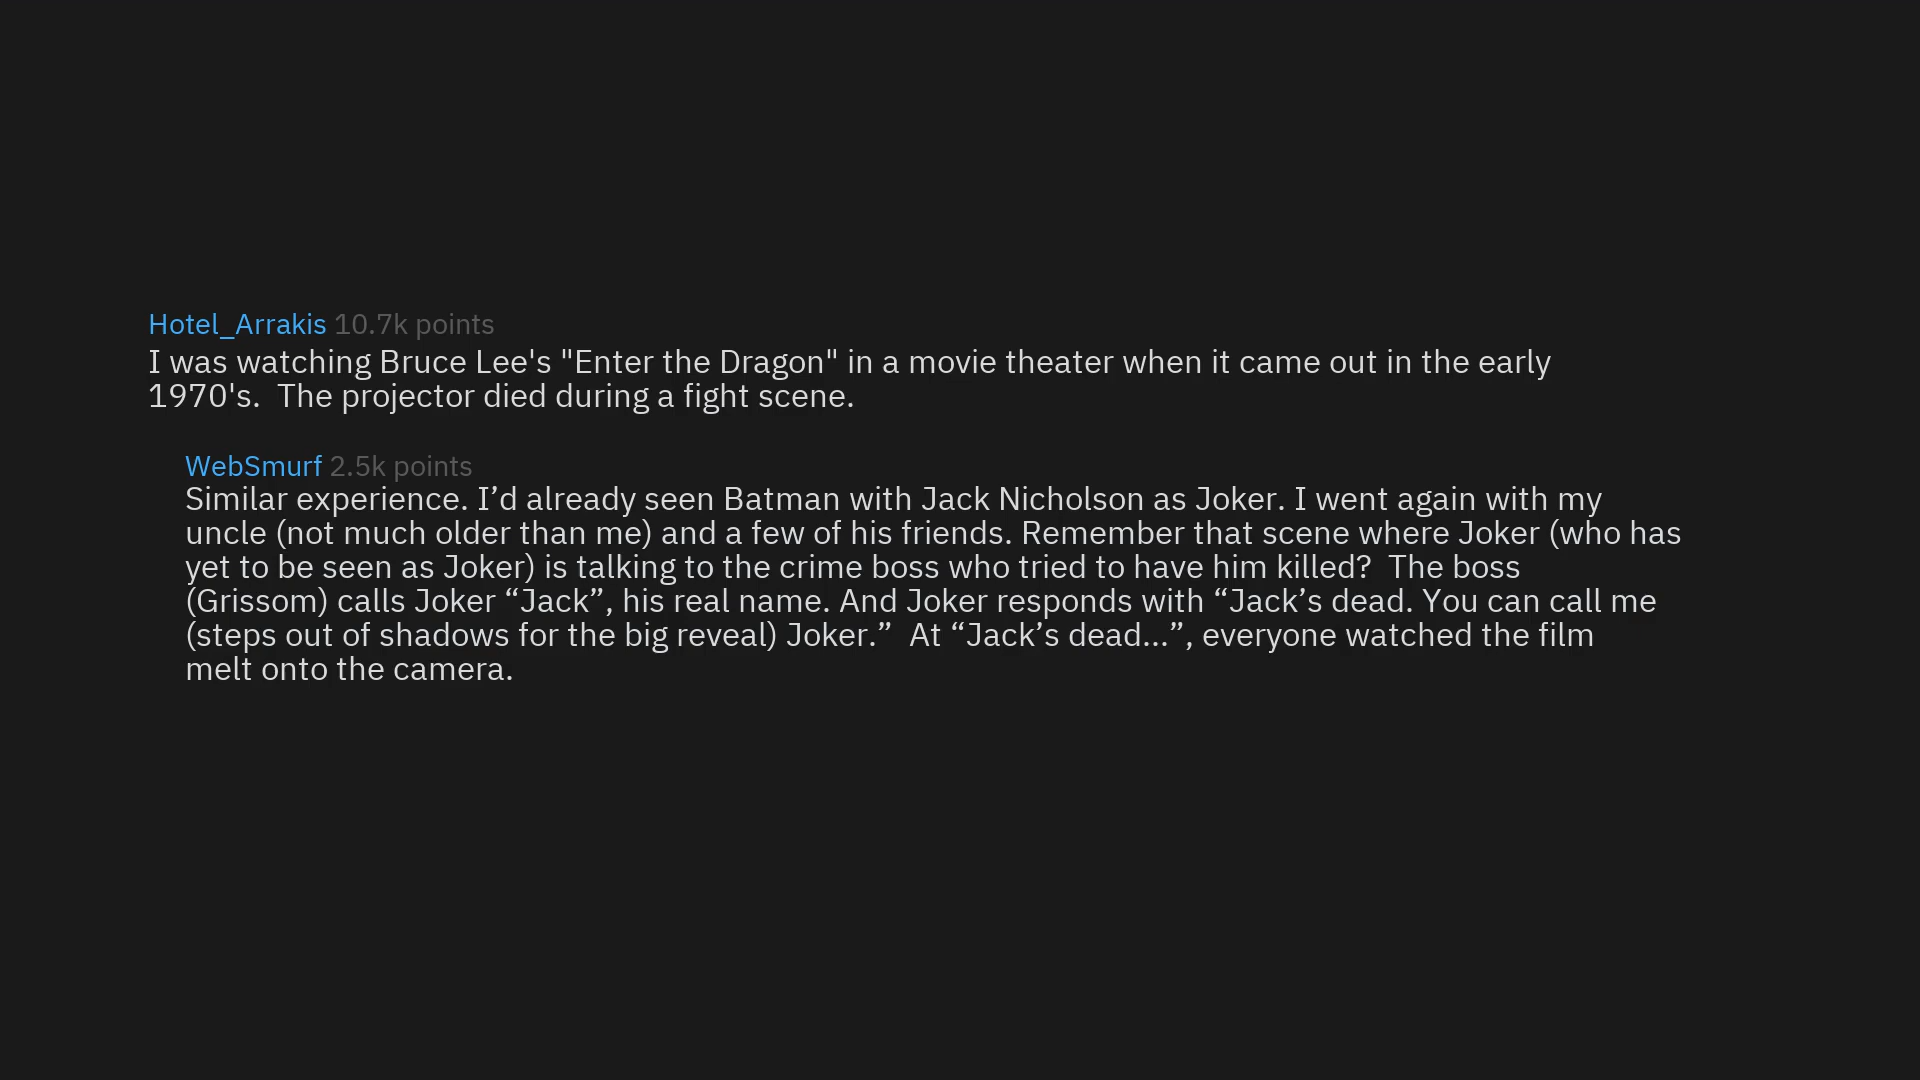 Hotel_Arrakis 10.7k points
I was watching Bruce Lee's "Enter the Dragon" in a movie theater when it came out in the early
1970's.  The projector died during a fight scene.
WebSmurf 2.5k points
Similar experience. I’d already seen Batman with Jack Nicholson as Joker. I went again with my
uncle (not much older than me) and a few of his friends. Remember that scene where Joker (who has
yet to be seen as Joker) is talking to the crime boss who tried to have him killed?  The boss
(Grissom) calls Joker “Jack”, his real name. And Joker responds with “Jack’s dead. You can call me
(steps out of shadows for the big reveal) Joker.”  At “Jack’s dead…”, everyone watched the film
melt onto the camera.